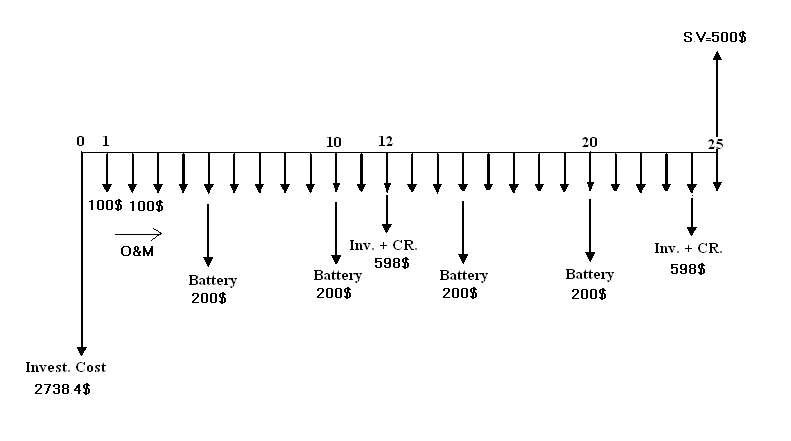 S.V=500$
0 1 10 12 20 25
100$ 100$
O&M
Inv. + CR.
598$
Inv. + CR.
598$
Battery
200$
Battery
200$
Battery
200$
Battery
200$
Invest. Cost
2738.4$